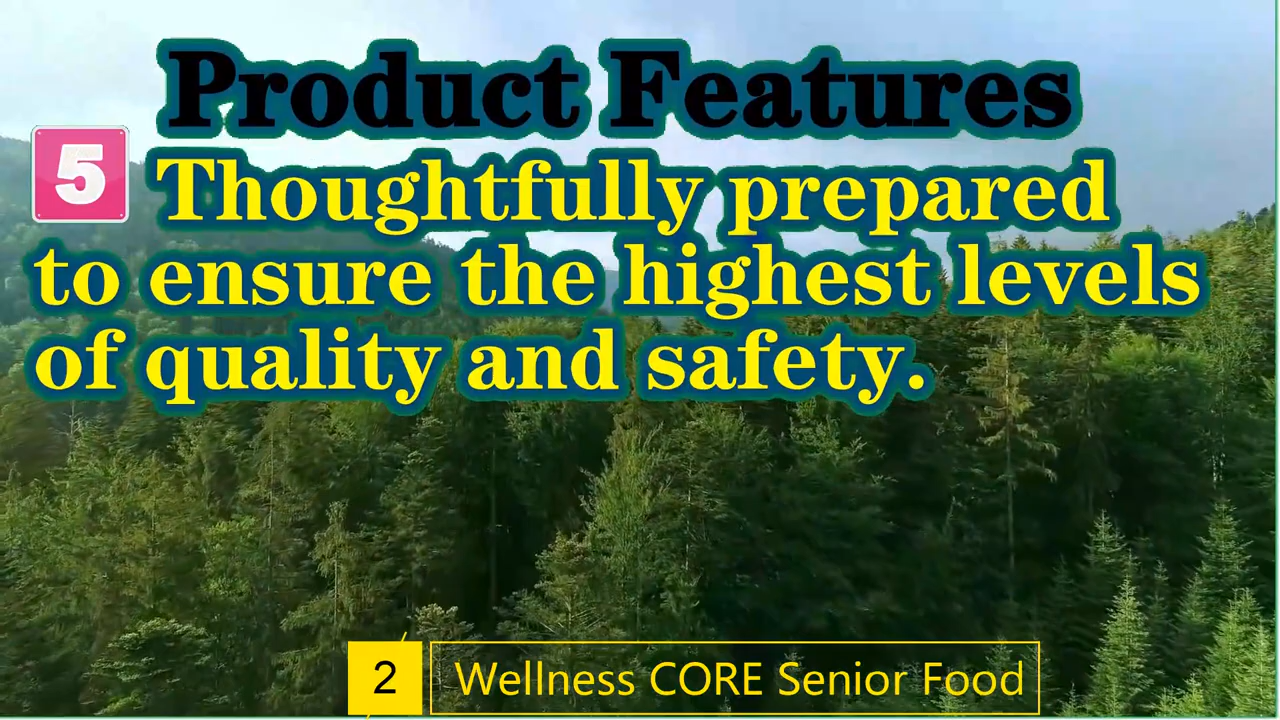 Product Features
5 Thoughtfully prepared
to ensure the highest levels
of quality and safety.
2 Wellness CORE Senior Food